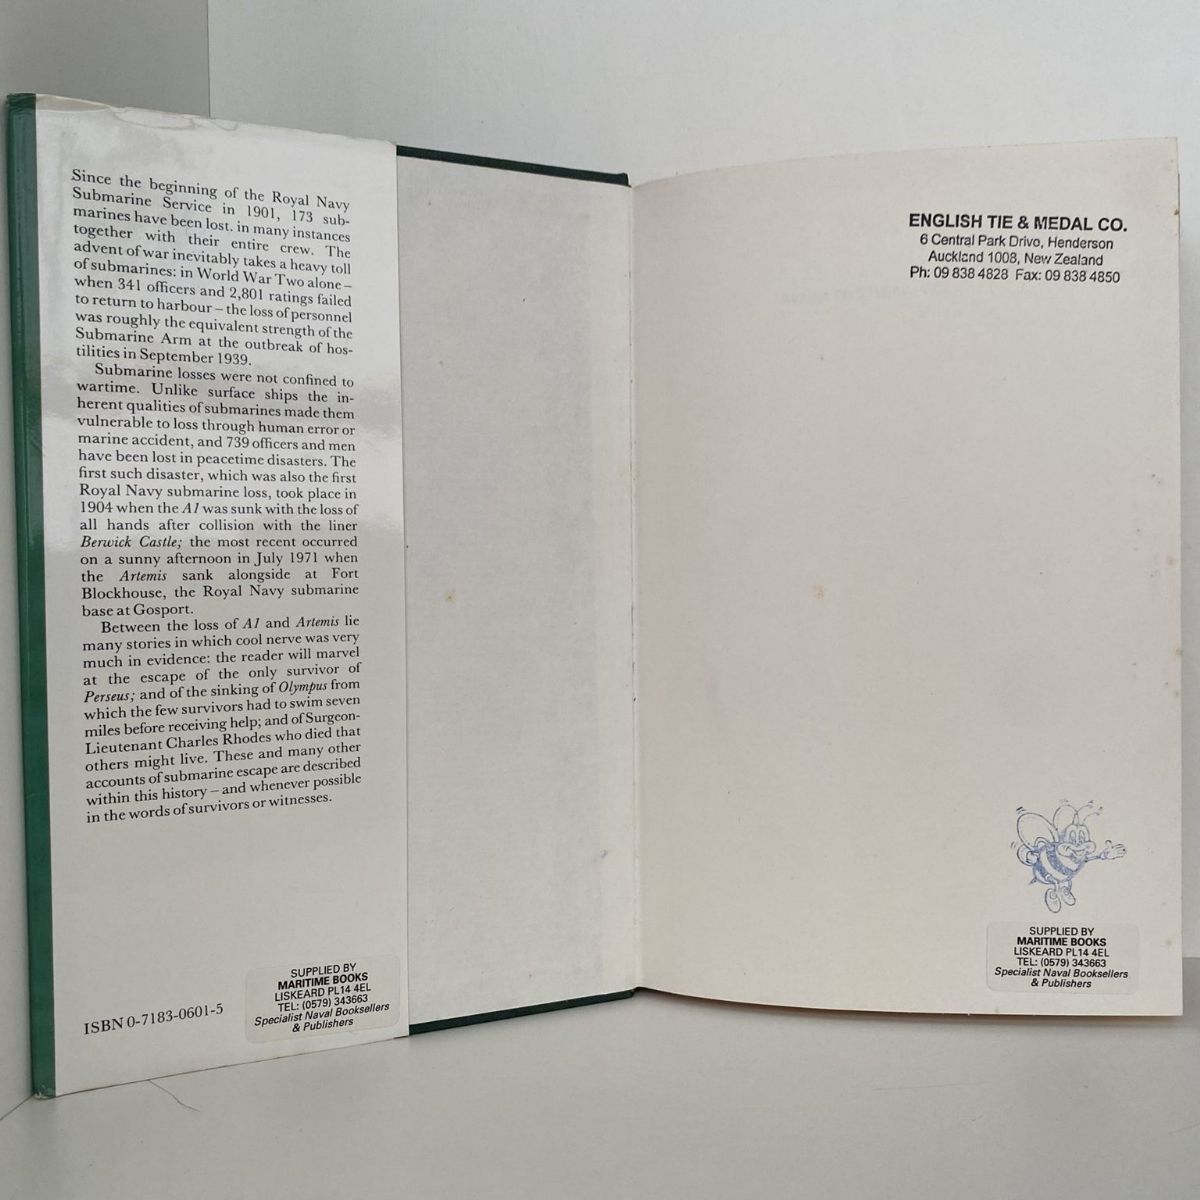 Since the beginning of the Royal Navy
Submarine Service in 1901, 173 sub-
marines have been lost. in many instances
together with their entire crew. The
advent of war inevitably takes a heavy toll
of submarines: in World War Two alone –
when 341 officers and 2,801 ratings failed
to return to harbour – the loss of personnel
was roughly the equivalent strength of the
Submarine Arm at the outbreak of hos-
tilities in September 1939.
Submarine losses were not confined to
wartime. Unlike surface ships the in-
herent qualities of submarines made them
vulnerable to loss through human error or
marine accident, and 739 officers and men
have been lost in peacetime disasters. The
first such disaster, which was also the first
Royal Navy submarine loss, took place in
1904 when the A1 was sunk with the loss of
all hands after collision with the liner
Berwick Castle; the most recent occurred
on a sunny afternoon in July 1971 when
the Artemis sank alongside at Fort
Blockhouse, the Royal Navy submarine
base at Gosport.
Between the loss of A1 and Artemis lie
many stories in which cool nerve was very
much in evidence: the reader will marvel
at the escape of the only survivor of
Perseus; and of the sinking of Olympus from
which the few survivors had to swim seven
miles before receiving help; and of Surgeon-
Lieutenant Charles Rhodes who died that
others might live. These and many other
accounts of submarine escape are described
within this history – and whenever possible
in the words of survivors or witnesses.
ISBN 0-7183-0601-5
SUPPLIED BY
MARITIME BOOKS
LISKEARD PL14 4EL
TEL: (0579) 343663
Specialist Naval Booksellers
& Publishers
ENGLISH TIE & MEDAL CO.
6 Central Park Drive, Henderson
Auckland 1008, New Zealand
Ph: 09 838 4828 Fax: 09 838 4850
SUPPLIED BY
MARITIME BOOKS
LISKEARD PL14 4EL
TEL: (0579) 343663
Specialist Naval Booksellers
& Publishers